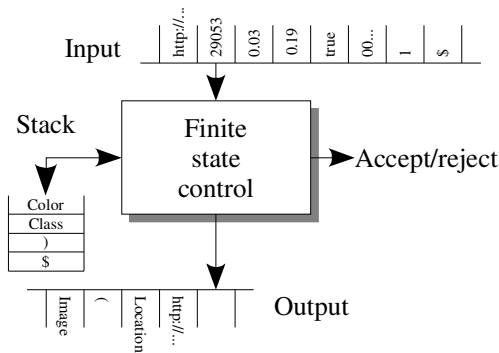 Input
http://...
29053
0.03
0.19
true
00...
1
$
Stack
Finite
state
control
Accept/reject
Color
Class
)
$
Image
(
Location
http://...
Output